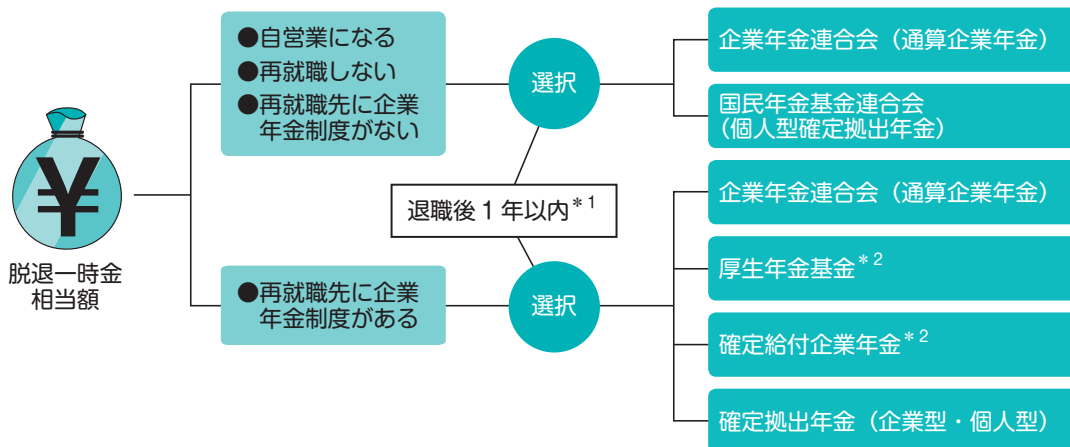 ¥
脱退一時金
相当額
●自営業になる
●再就職しない
●再就職先に企業
年金制度がない
選択
企業年金連合会（通算企業年金）
国民年金基金連合会
（個人型確定拠出年金）
退職後1年以内*1
●再就職先に企業
年金制度がある
選択
企業年金連合会（通算企業年金）
厚生年金基金*2
確定給付企業年金*2
確定拠出年金（企業型・個人型）